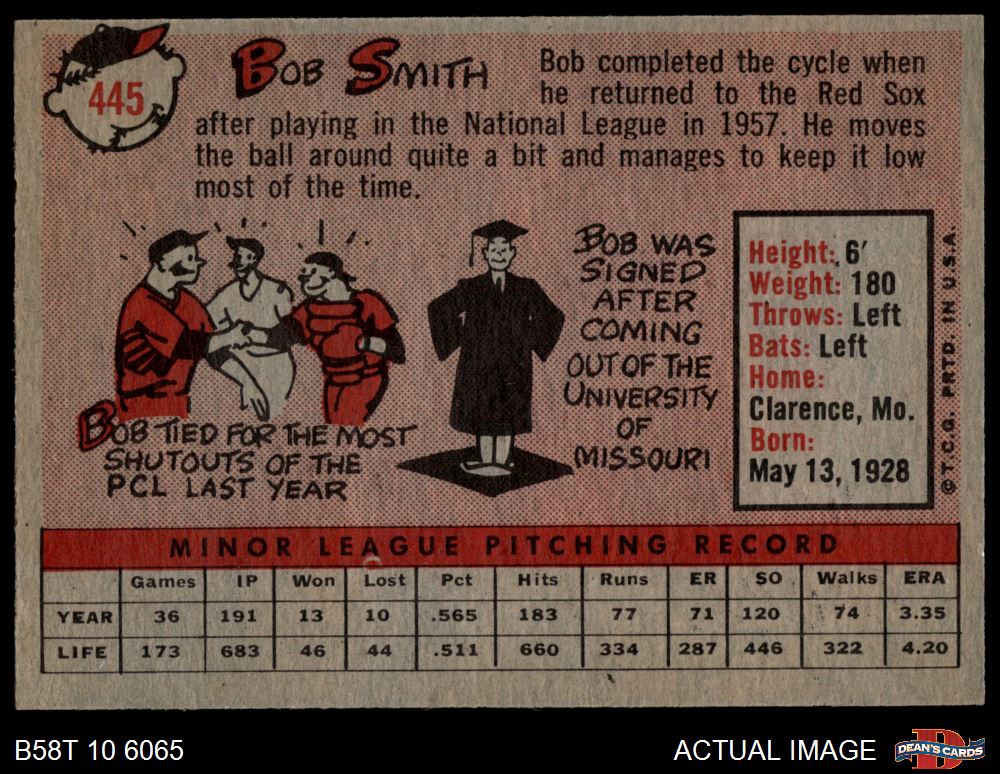 445
BOB SMITH
Bob completed the cycle when
he returned to the Red Sox
after playing in the National League in 1957. He moves
the ball around quite a bit and manages to keep it low
most of the time.
BOB TIED FOR THE MOST
SHUTOUTS OF THE
PCL LAST YEAR
BOB WAS
SIGNED
AFTER
COMING
OUT OF THE
UNIVERSITY
OF
MISSOURI
Height: 6'
Weight: 180
Throws: Left
Bats: Left
Home:
Clarence, Mo.
Born:
May 13, 1928
© T.C.G. PRTD. IN U.S.A.
MINOR LEAGUE PITCHING RECORD
Games IP Won Lost Pct Hits Runs ER SO Walks ERA
YEAR 36 191 13 10 .565 183 77 71 120 74 3.35
LIFE 173 683 46 44 .511 660 334 287 446 322 4.20
B58T 10 6065
ACTUAL IMAGE
D
DEAN'S CARDS